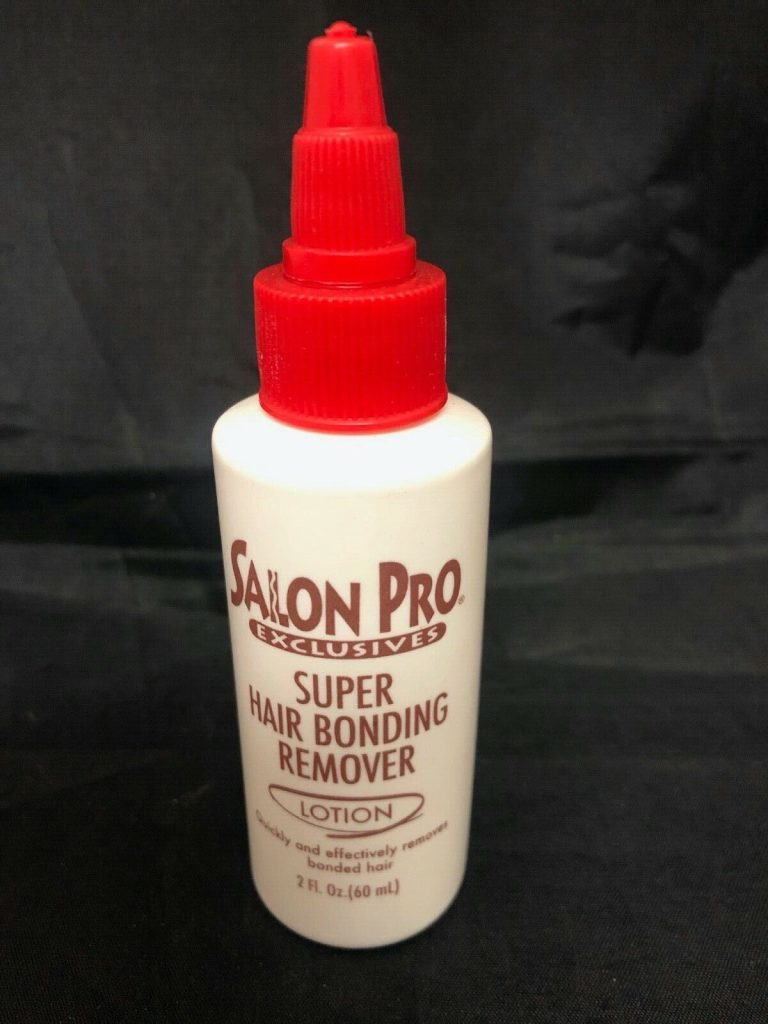 SALON PRO®
EXCLUSIVES
SUPER
HAIR BONDING
REMOVER
LOTION
Quickly and effectively removes
bonded hair
2 Fl. Oz.(60 mL)